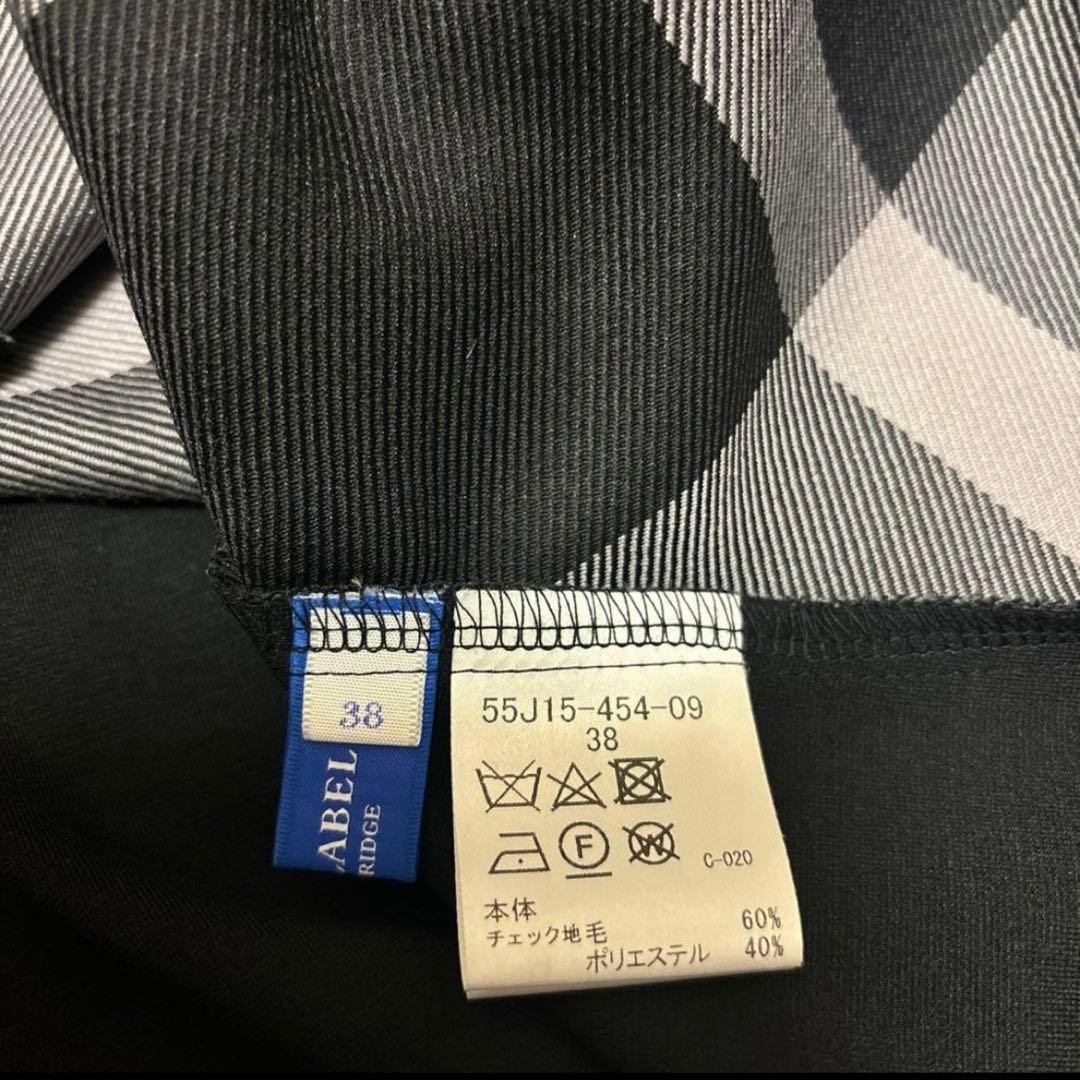 38
ABEL
RIDGE
55J15-454-09
38
F
W
C-020
本体
チェック地毛 60%
ポリエステル 40%